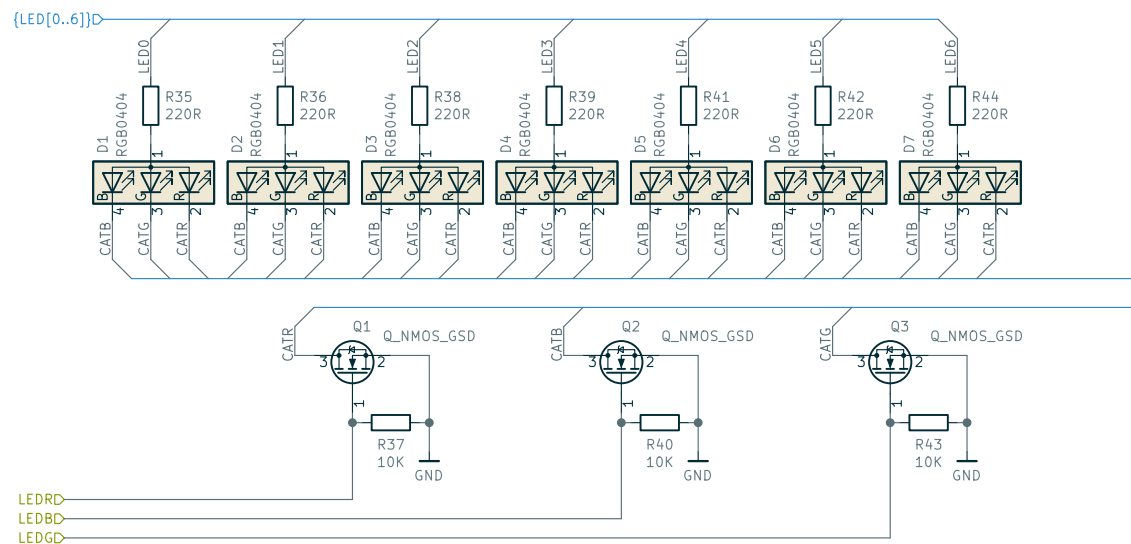 {LED[0..6]}
LED0 LED1 LED2 LED3 LED4 LED5 LED6
R35 R36 R38 R39 R41 R42 R44
220R 220R 220R 220R 220R 220R 220R
D1 D2 D3 D4 D5 D6 D7
RGB0404 RGB0404 RGB0404 RGB0404 RGB0404 RGB0404 RGB0404
1 1 1 1 1 1 1
B G R B G R B G R B G R B G R B G R B G R
4 3 2 4 3 2 4 3 2 4 3 2 4 3 2 4 3 2 4 3 2
CATB CATG CATR CATB CATG CATR CATB CATG CATR CATB CATG CATR CATB CATG CATR CATB CATG CATR CATB CATG CATR
Q1 Q2 Q3
Q_NMOS_GSD Q_NMOS_GSD Q_NMOS_GSD
CATR CATB CATG
3 2 3 2 3 2
1 1 1
R37 R40 R43
10K 10K 10K
GND GND GND
LEDR
LEDB
LEDG